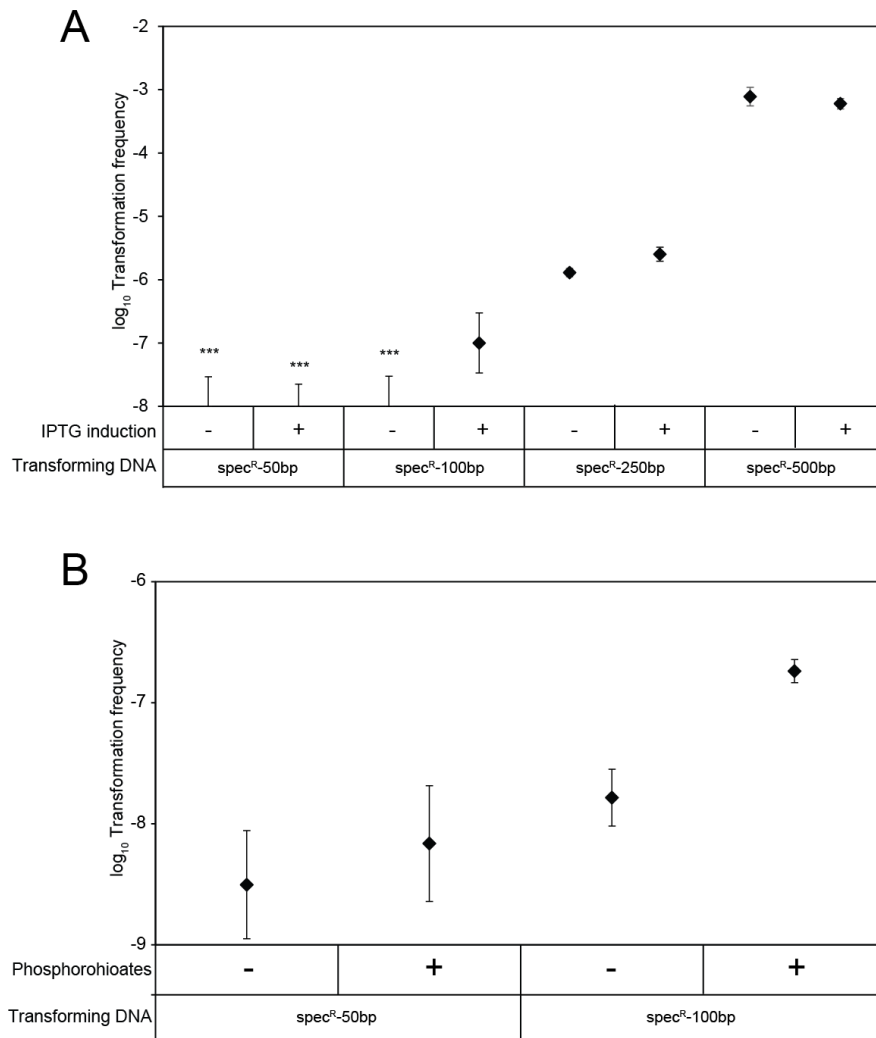 A
-2
-3
-4
-5
-6
-7
-8
log₁₀ Transformation frequency
*** *** ***
IPTG induction - + - + - + - +
Transforming DNA specᴿ-50bp specᴿ-100bp specᴿ-250bp specᴿ-500bp
B
-6
-7
-8
-9
log₁₀ Transformation frequency
Phosphorohioates - + - +
Transforming DNA specᴿ-50bp specᴿ-100bp